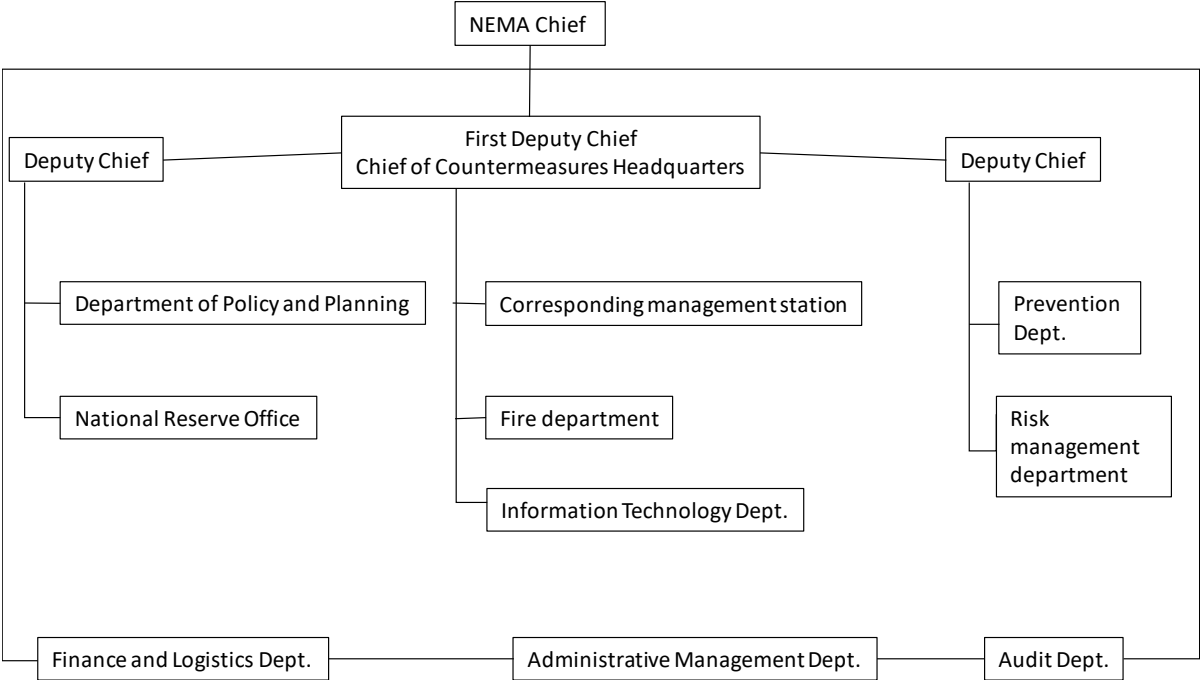 NEMA Chief
First Deputy Chief
Chief of Countermeasures Headquarters
Deputy Chief
Deputy Chief
Department of Policy and Planning
Corresponding management station
Prevention
Dept.
National Reserve Office
Fire department
Risk
management
department
Information Technology Dept.
Finance and Logistics Dept.
Administrative Management Dept.
Audit Dept.